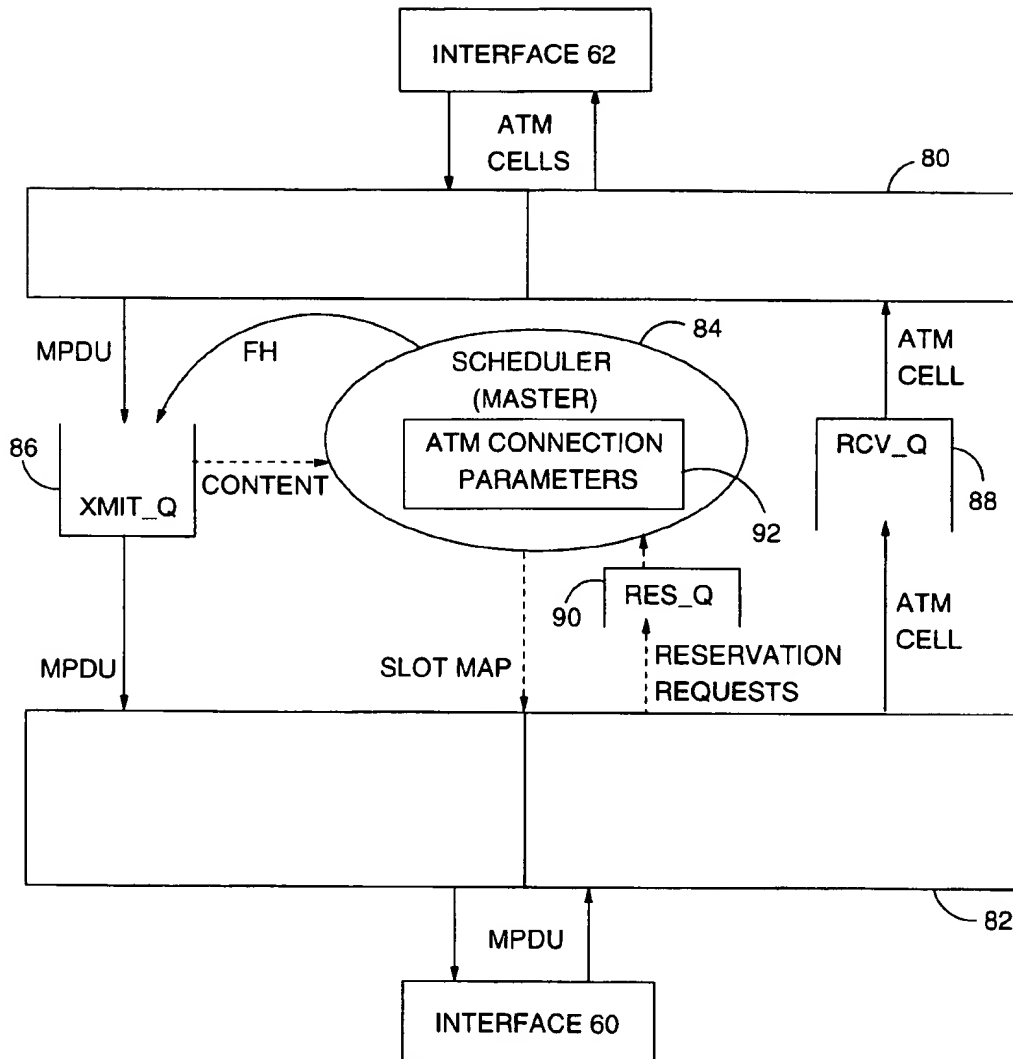 INTERFACE 62
ATM
CELLS
80
MPDU
FH
84
ATM
CELL
SCHEDULER
(MASTER)
ATM CONNECTION
PARAMETERS
86
XMIT_Q
CONTENT
RCV_Q
88
92
90
RES_Q
MPDU
SLOT MAP
RESERVATION
REQUESTS
ATM
CELL
MPDU
82
INTERFACE 60